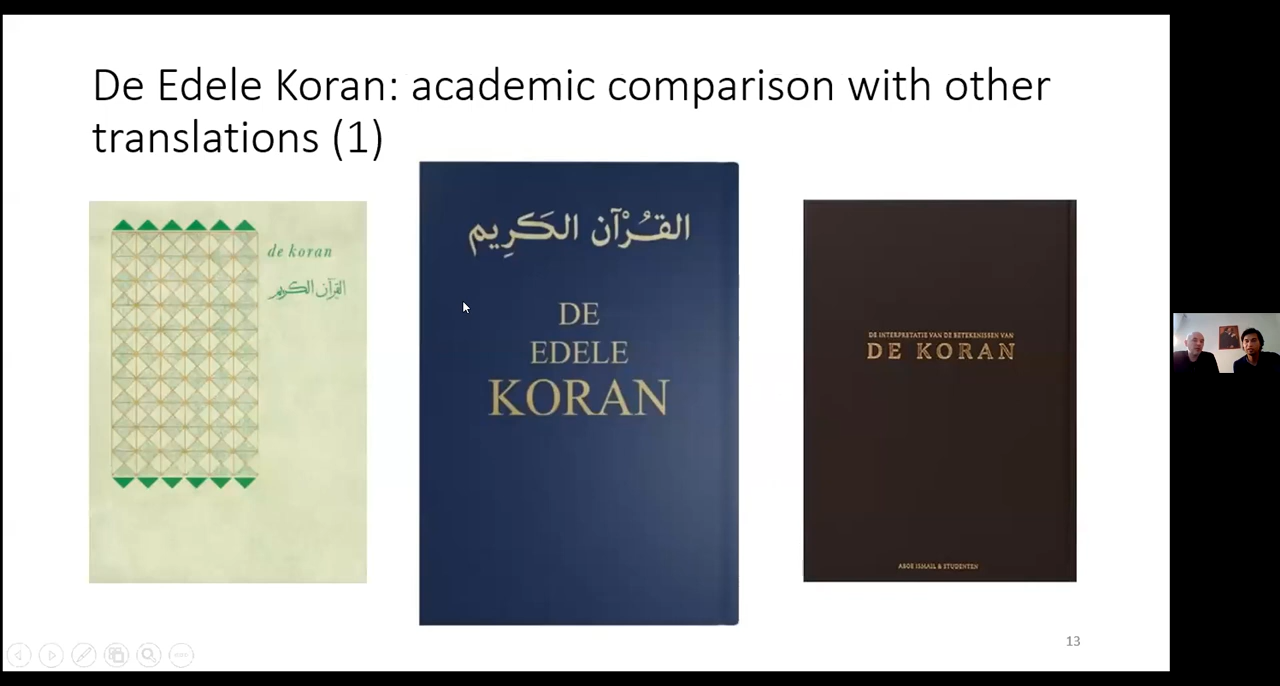 De Edele Koran: academic comparison with other
translations (1)
de koran
القرآن الكريم
القُرْآن الكَرِيم
DE
EDELE
KORAN
DE INTERPRETATIE VAN DE BETEKENISSEN VAN
DE KORAN
ABOE ISMAIL & STUDENTEN
13